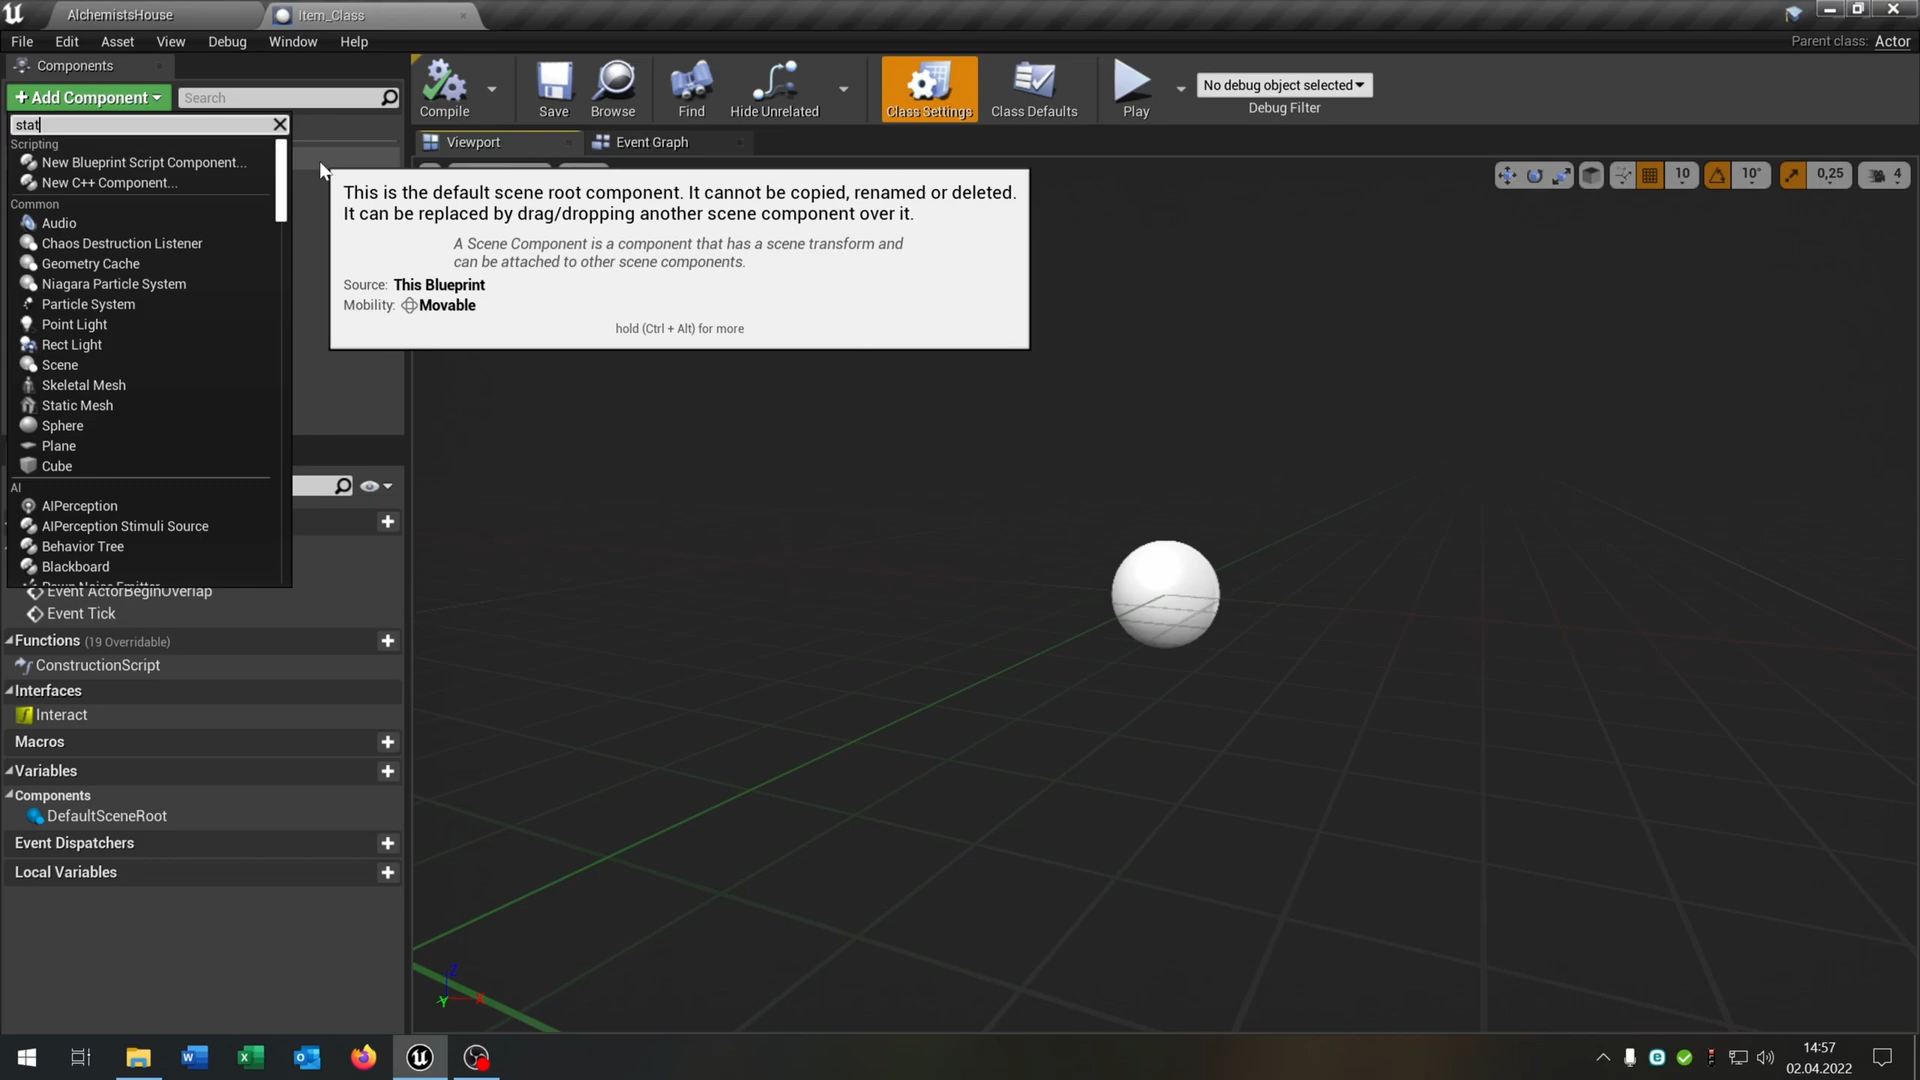 AlchemistsHouse
Item_Class
File Edit Asset View Debug Window Help
Parent class: Actor
Components
+ Add Component
Search
Compile
Save
Browse
Find
Hide Unrelated
Class Settings
Class Defaults
Play
No debug object selected
Debug Filter
stat
Scripting
New Blueprint Script Component...
New C++ Component...
Common
Audio
Chaos Destruction Listener
Geometry Cache
Niagara Particle System
Particle System
Point Light
Rect Light
Scene
Skeletal Mesh
Static Mesh
Sphere
Plane
Cube
AI
AIPerception
AIPerception Stimuli Source
Behavior Tree
Blackboard
Pawn Noise Emitter
Viewport
Event Graph
10
10°
0,25
4
This is the default scene root component. It cannot be copied, renamed or deleted.
It can be replaced by drag/dropping another scene component over it.
A Scene Component is a component that has a scene transform and
can be attached to other scene components.
Source: This Blueprint
Mobility: Movable
hold (Ctrl + Alt) for more
Event ActorBeginOverlap
Event Tick
Functions (19 Overridable)
ConstructionScript
Interfaces
Interact
Macros
Variables
Components
DefaultSceneRoot
Event Dispatchers
Local Variables
Z
Y
X
14:57
02.04.2022